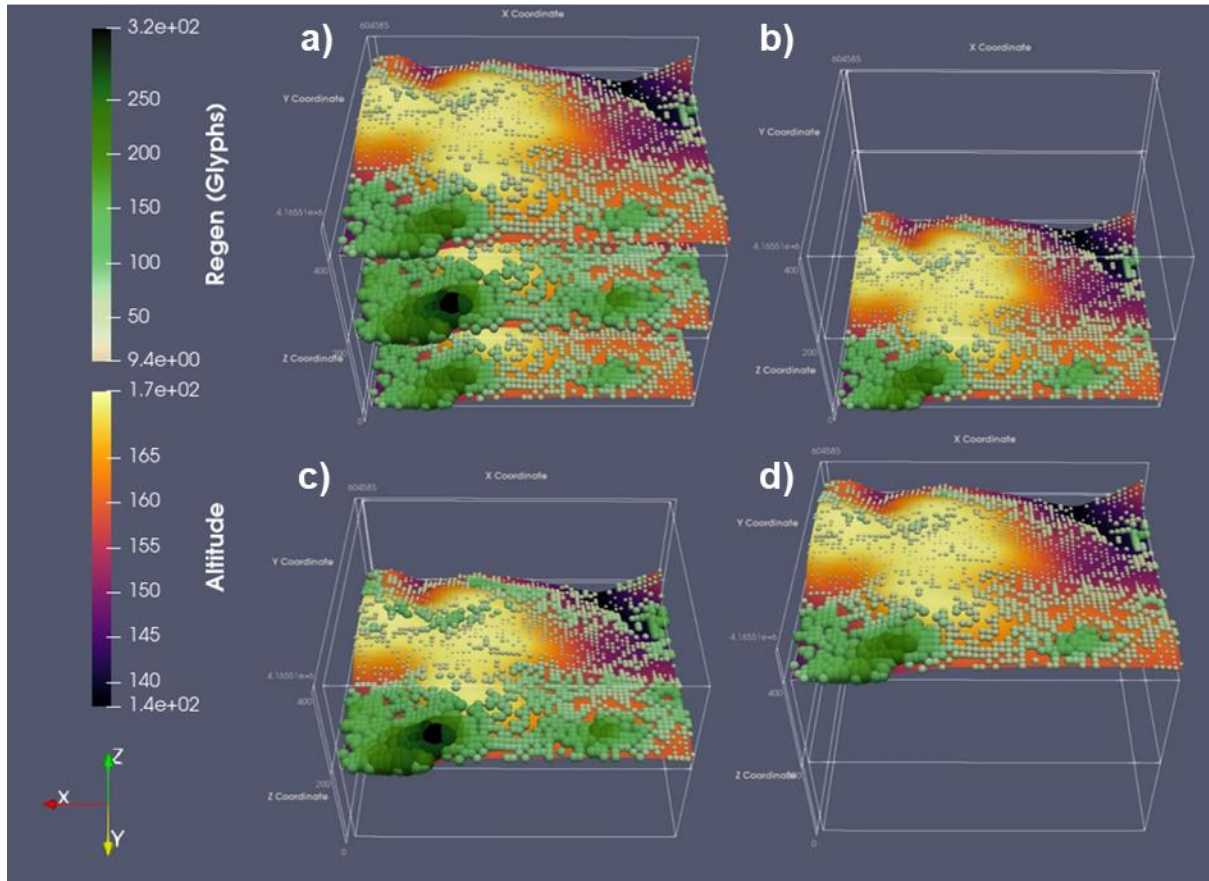 3.2e+02
250
200
150
100
50
9.4e+00
Regen (Glyphs)
1.7e+02
165
160
155
150
145
140
1.4e+02
Altitude
Z
X
Y
a)
X Coordinate
604585
Y Coordinate
4.16551e+6
400
Z Coordinate
0
b)
X Coordinate
604585
Y Coordinate
4.16551e+6
400
200
Z Coordinate
0
c)
X Coordinate
604585
Y Coordinate
4.16551e+6
400
200
Z Coordinate
0
d)
X Coordinate
604585
Y Coordinate
4.16551e+6
400
Z Coordinate
0